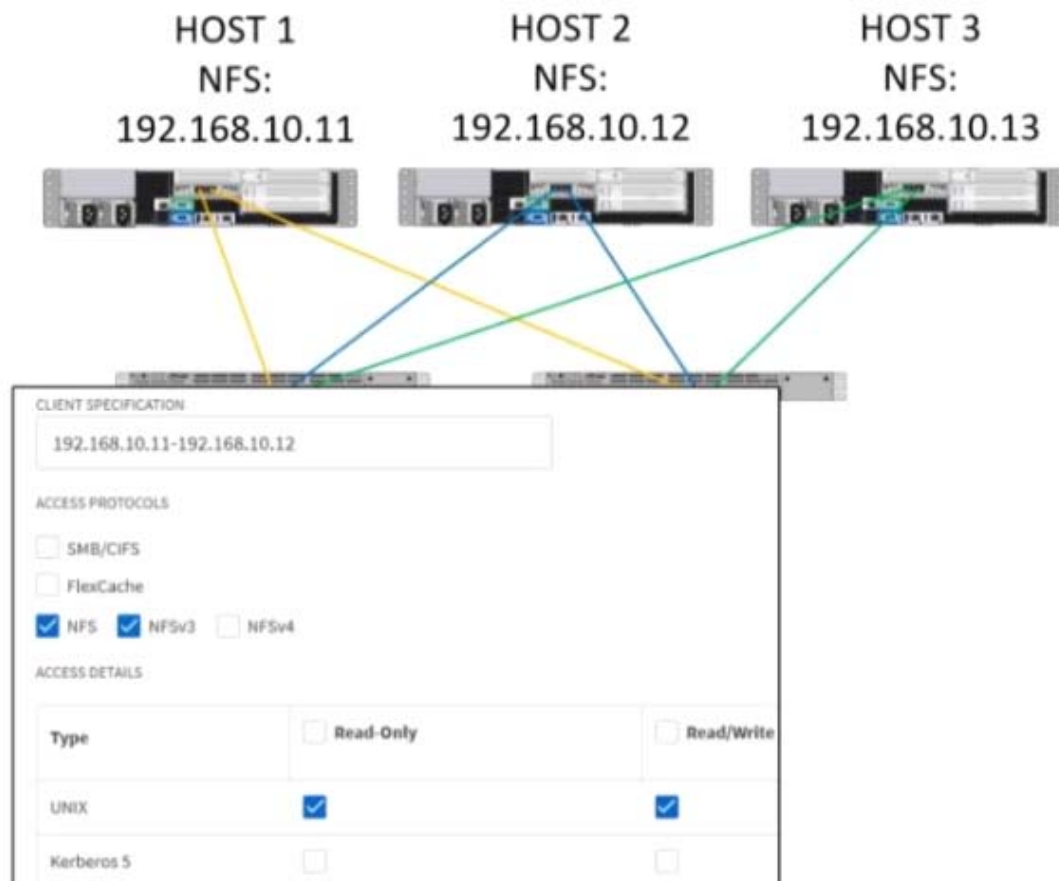 HOST 1
NFS:
192.168.10.11
HOST 2
NFS:
192.168.10.12
HOST 3
NFS:
192.168.10.13
CLIENT SPECIFICATION
192.168.10.11-192.168.10.12
ACCESS PROTOCOLS
SMB/CIFS
FlexCache
NFS NFSv3 NFSv4
ACCESS DETAILS
Type Read-Only Read/Write
UNIX
Kerberos 5